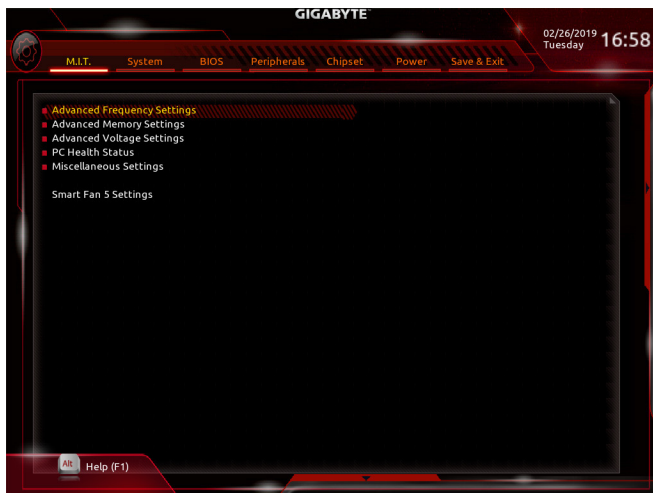 GIGABYTE™
02/26/2019
Tuesday
16:58
M.I.T. System BIOS Peripherals Chipset Power Save & Exit
Advanced Frequency Settings
Advanced Memory Settings
Advanced Voltage Settings
PC Health Status
Miscellaneous Settings
Smart Fan 5 Settings
Alt Help (F1)